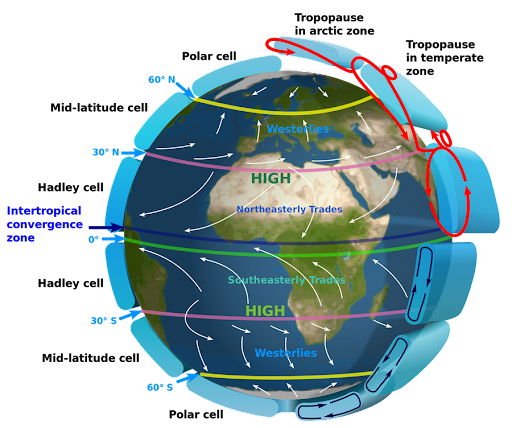 Tropopause
in arctic zone
Tropopause
in temperate
zone
Polar cell
60° N
Mid-latitude cell
Westerlies
30° N
HIGH
Hadley cell
Northeasterly Trades
Intertropical
convergence
zone
0°
Southeasterly Trades
Hadley cell
HIGH
30° S
Westerlies
Mid-latitude cell
60° S
Polar cell